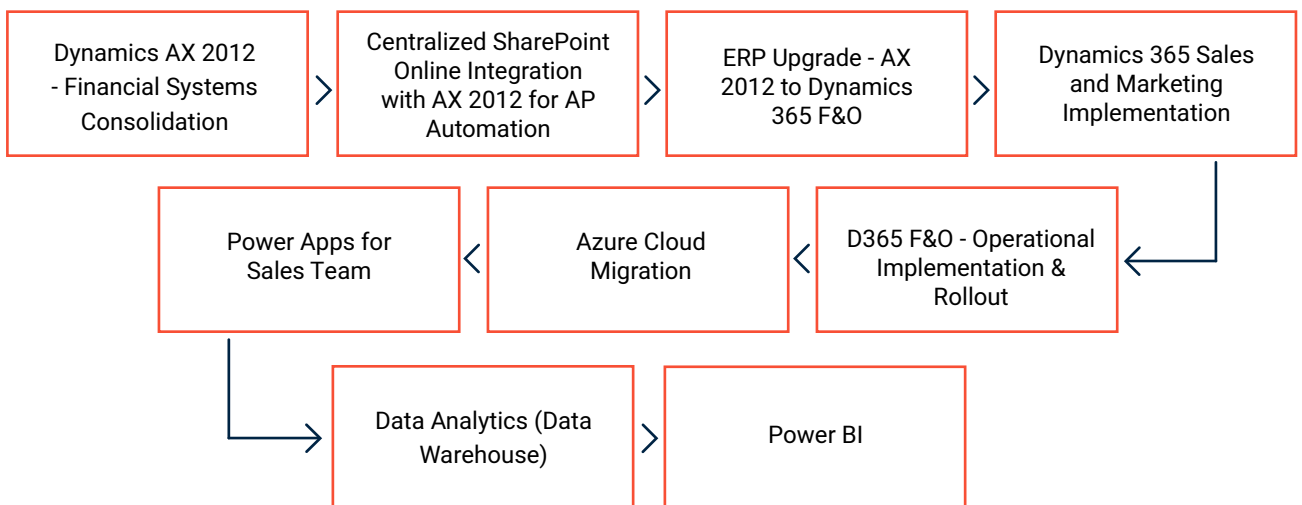 Dynamics AX 2012
- Financial Systems
Consolidation
Centralized SharePoint
Online Integration
with AX 2012 for AP
Automation
ERP Upgrade - AX
2012 to Dynamics
365 F&O
Dynamics 365 Sales
and Marketing
Implementation
D365 F&O - Operational
Implementation &
Rollout
Azure Cloud
Migration
Power Apps for
Sales Team
Data Analytics (Data
Warehouse)
Power BI